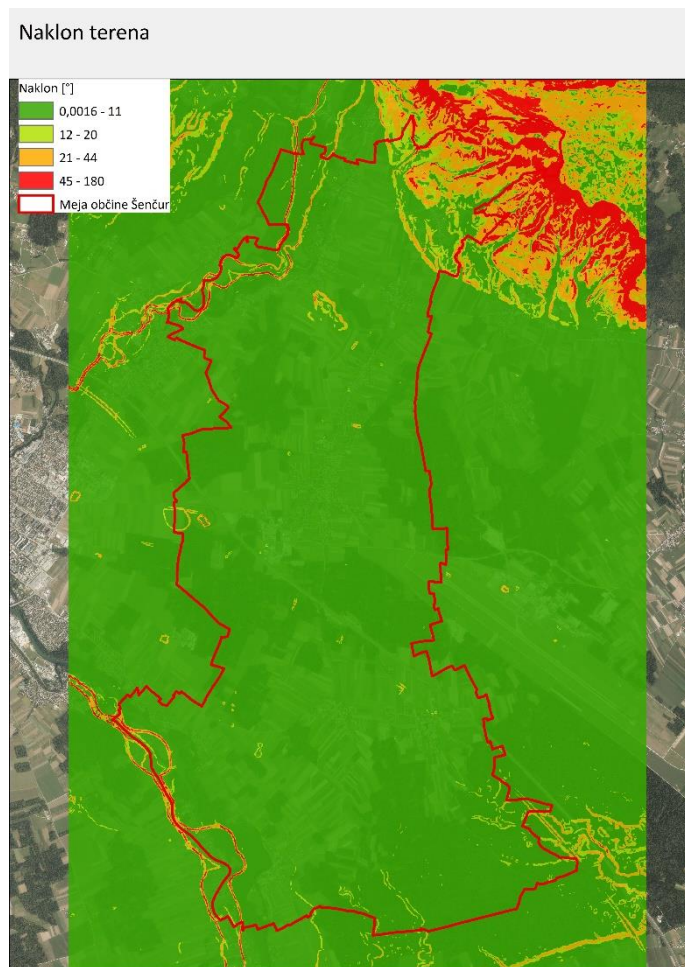 Naklon terena
Naklon [°]
0,0016 - 11
12 - 20
21 - 44
45 - 180
Meja občine Šenčur